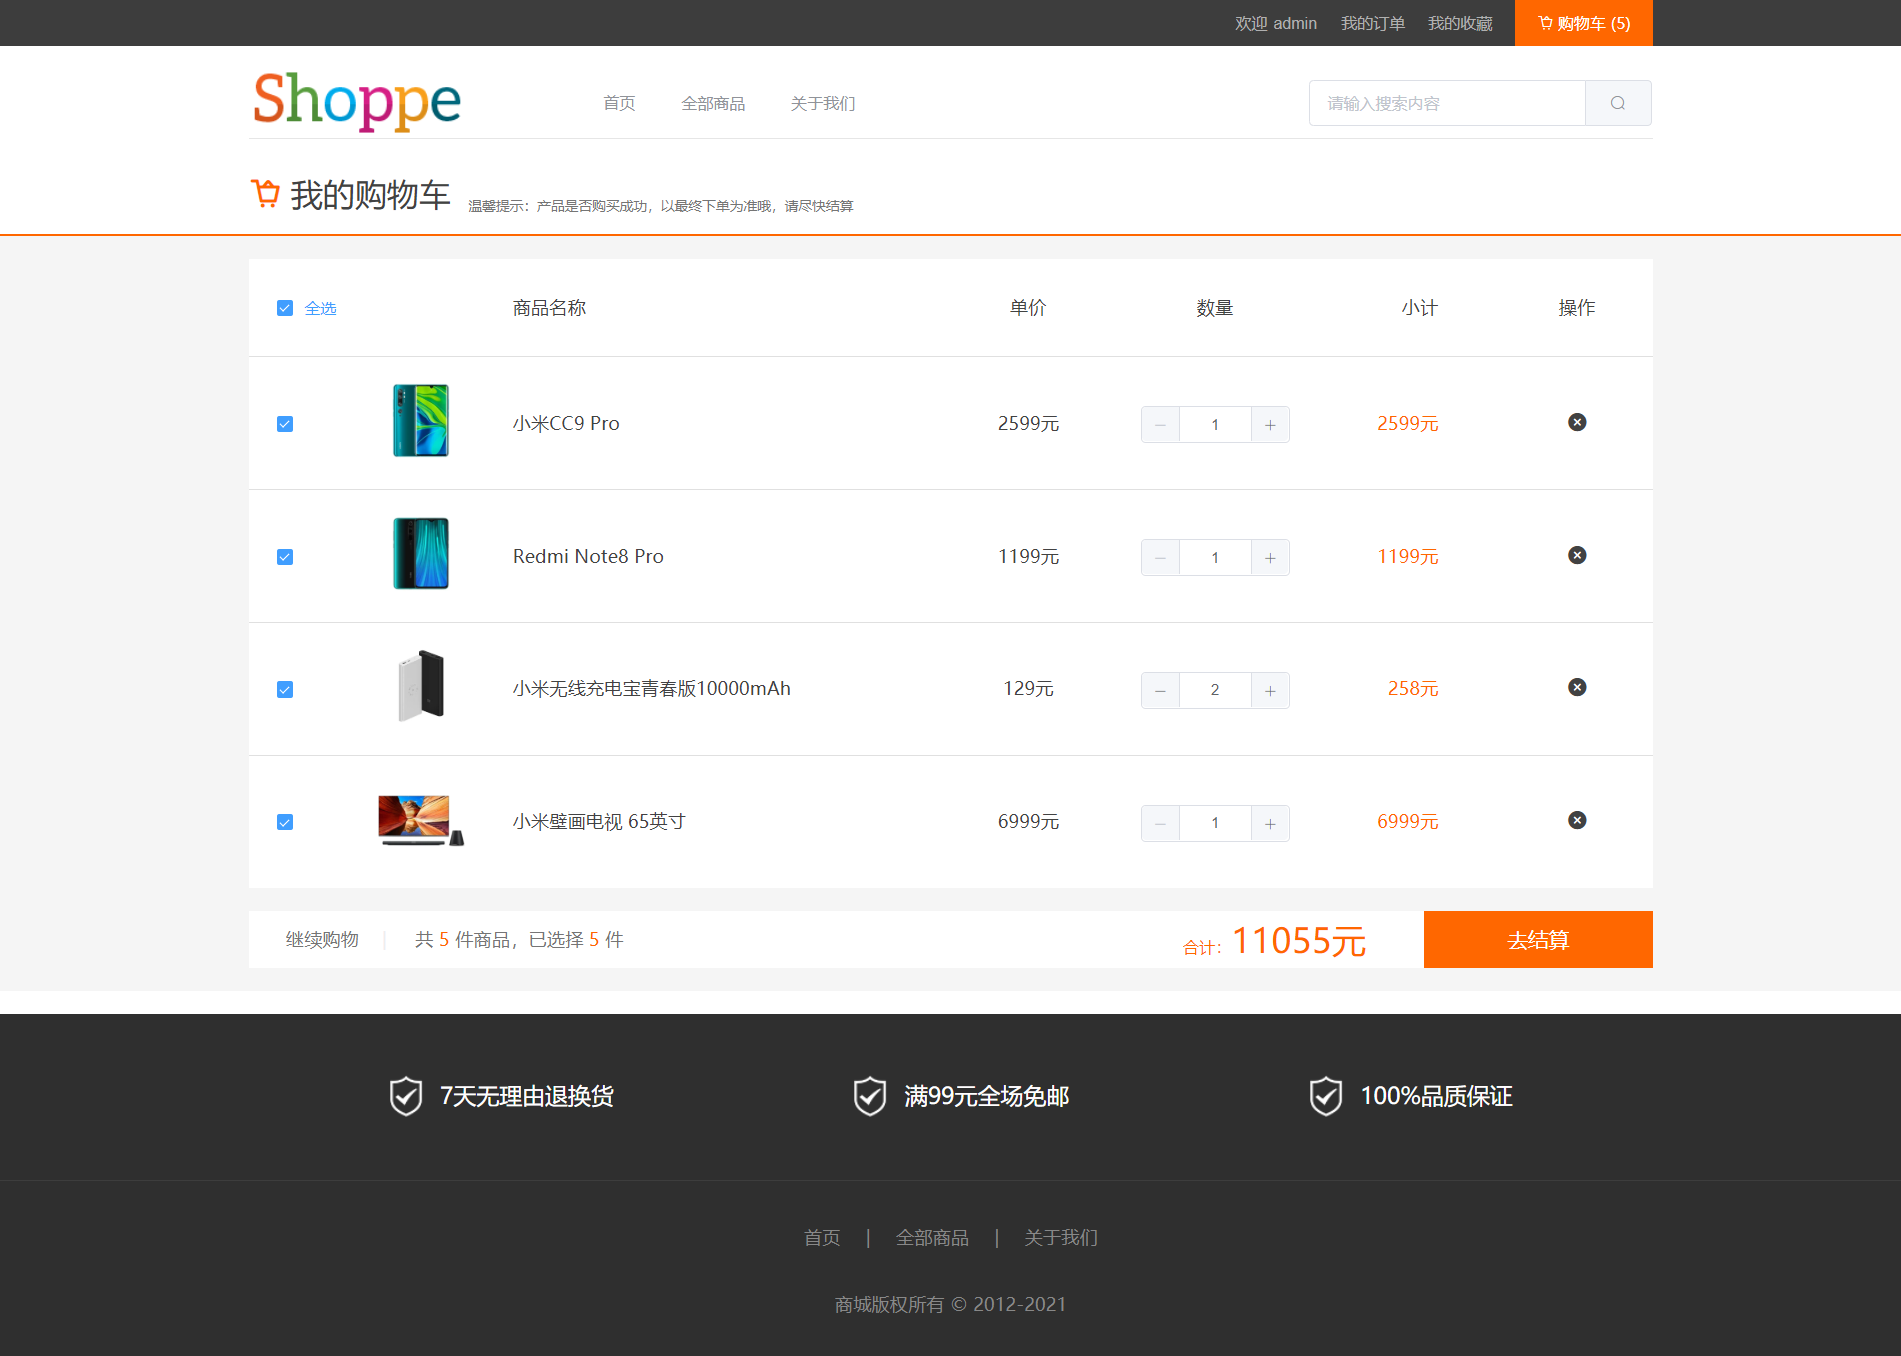 欢迎 admin 我的订单 我的收藏 购物车 (5)
Shoppe 首页 全部商品 关于我们 请输入搜索内容
我的购物车 温馨提示：产品是否购买成功，以最终下单为准哦，请尽快结算
全选 商品名称 单价 数量 小计 操作
小米CC9 Pro 2599元 1 2599元
Redmi Note8 Pro 1199元 1 1199元
小米无线充电宝青春版10000mAh 129元 2 258元
小米壁画电视 65英寸 6999元 1 6999元
继续购物 | 共 5 件商品，已选择 5 件 合计： 11055元 去结算
7天无理由退换货 满99元全场免邮 100%品质保证
首页 | 全部商品 | 关于我们
商城版权所有 © 2012-2021